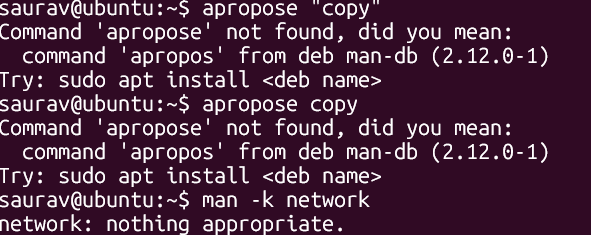 saurav@ubuntu:~$ apropose "copy"
Command 'apropose' not found, did you mean:
  command 'apropos' from deb man-db (2.12.0-1)
Try: sudo apt install <deb name>
saurav@ubuntu:~$ apropose copy
Command 'apropose' not found, did you mean:
  command 'apropos' from deb man-db (2.12.0-1)
Try: sudo apt install <deb name>
saurav@ubuntu:~$ man -k network
network: nothing appropriate.